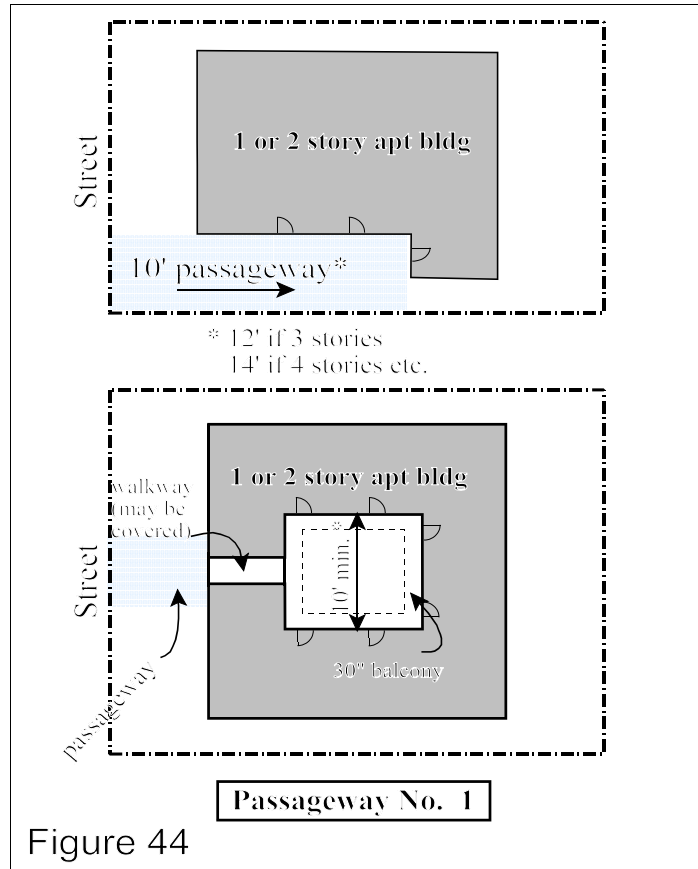 1 or 2 story apt bldg
Street
10' passageway*
* 12' if 3 stories
14' if 4 stories etc.
1 or 2 story apt bldg
walkway
(may be
covered)
Street
10' min. *
30" balcony
passageway
Passageway No. 1
Figure 44